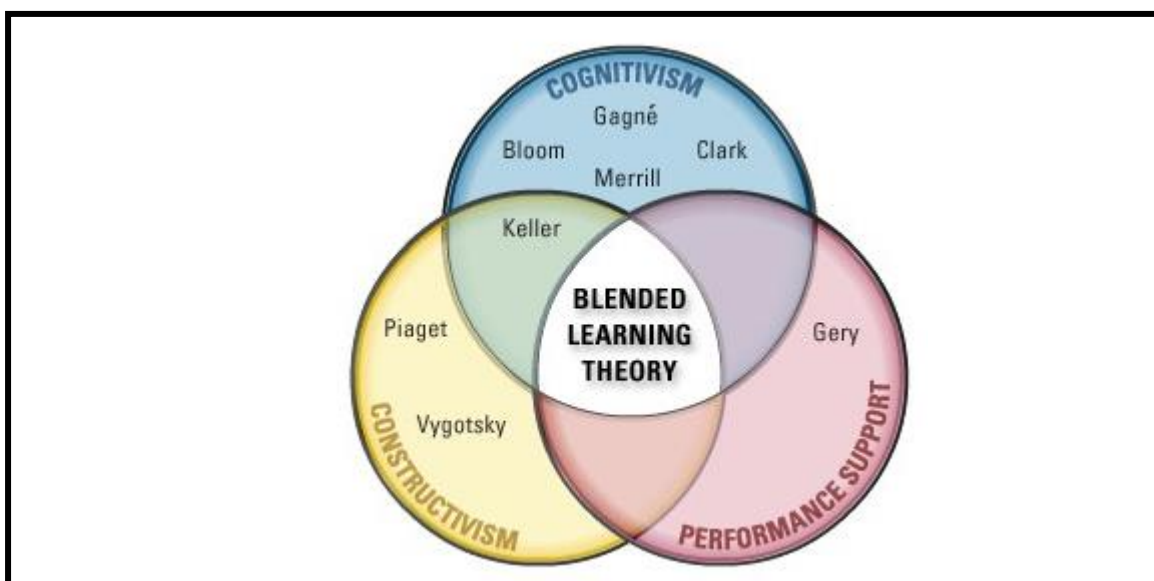 COGNITIVISM
Gagné
Bloom
Clark
Merrill
Keller
BLENDED
LEARNING
THEORY
Piaget
Gery
Vygotsky
CONSTRUCTIVISM
PERFORMANCE SUPPORT